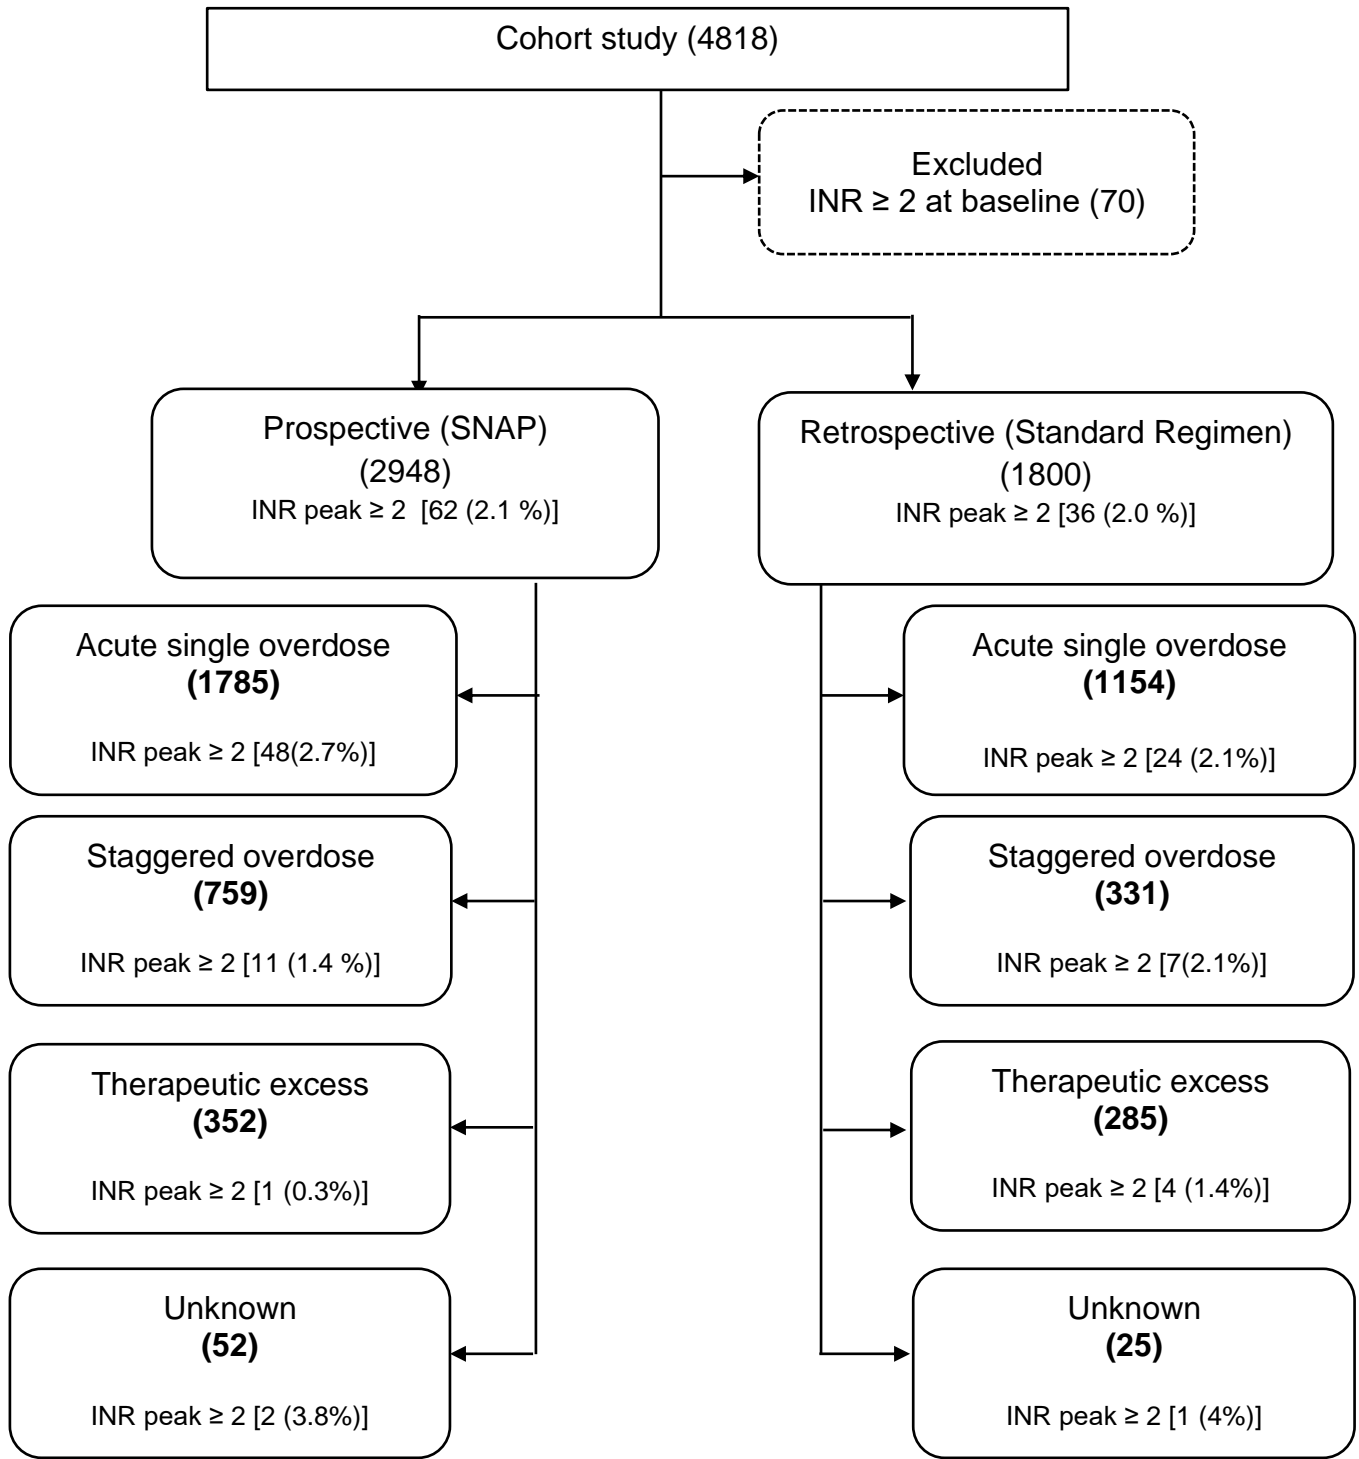 Cohort study (4818)
Excluded
INR ≥ 2 at baseline (70)
Prospective (SNAP)
(2948)
INR peak ≥ 2 [62 (2.1 %)]
Retrospective (Standard Regimen)
(1800)
INR peak ≥ 2 [36 (2.0 %)]
Acute single overdose
(1785)
INR peak ≥ 2 [48(2.7%)]
Acute single overdose
(1154)
INR peak ≥ 2 [24 (2.1%)]
Staggered overdose
(759)
INR peak ≥ 2 [11 (1.4 %)]
Staggered overdose
(331)
INR peak ≥ 2 [7(2.1%)]
Therapeutic excess
(352)
INR peak ≥ 2 [1 (0.3%)]
Therapeutic excess
(285)
INR peak ≥ 2 [4 (1.4%)]
Unknown
(52)
INR peak ≥ 2 [2 (3.8%)]
Unknown
(25)
INR peak ≥ 2 [1 (4%)]